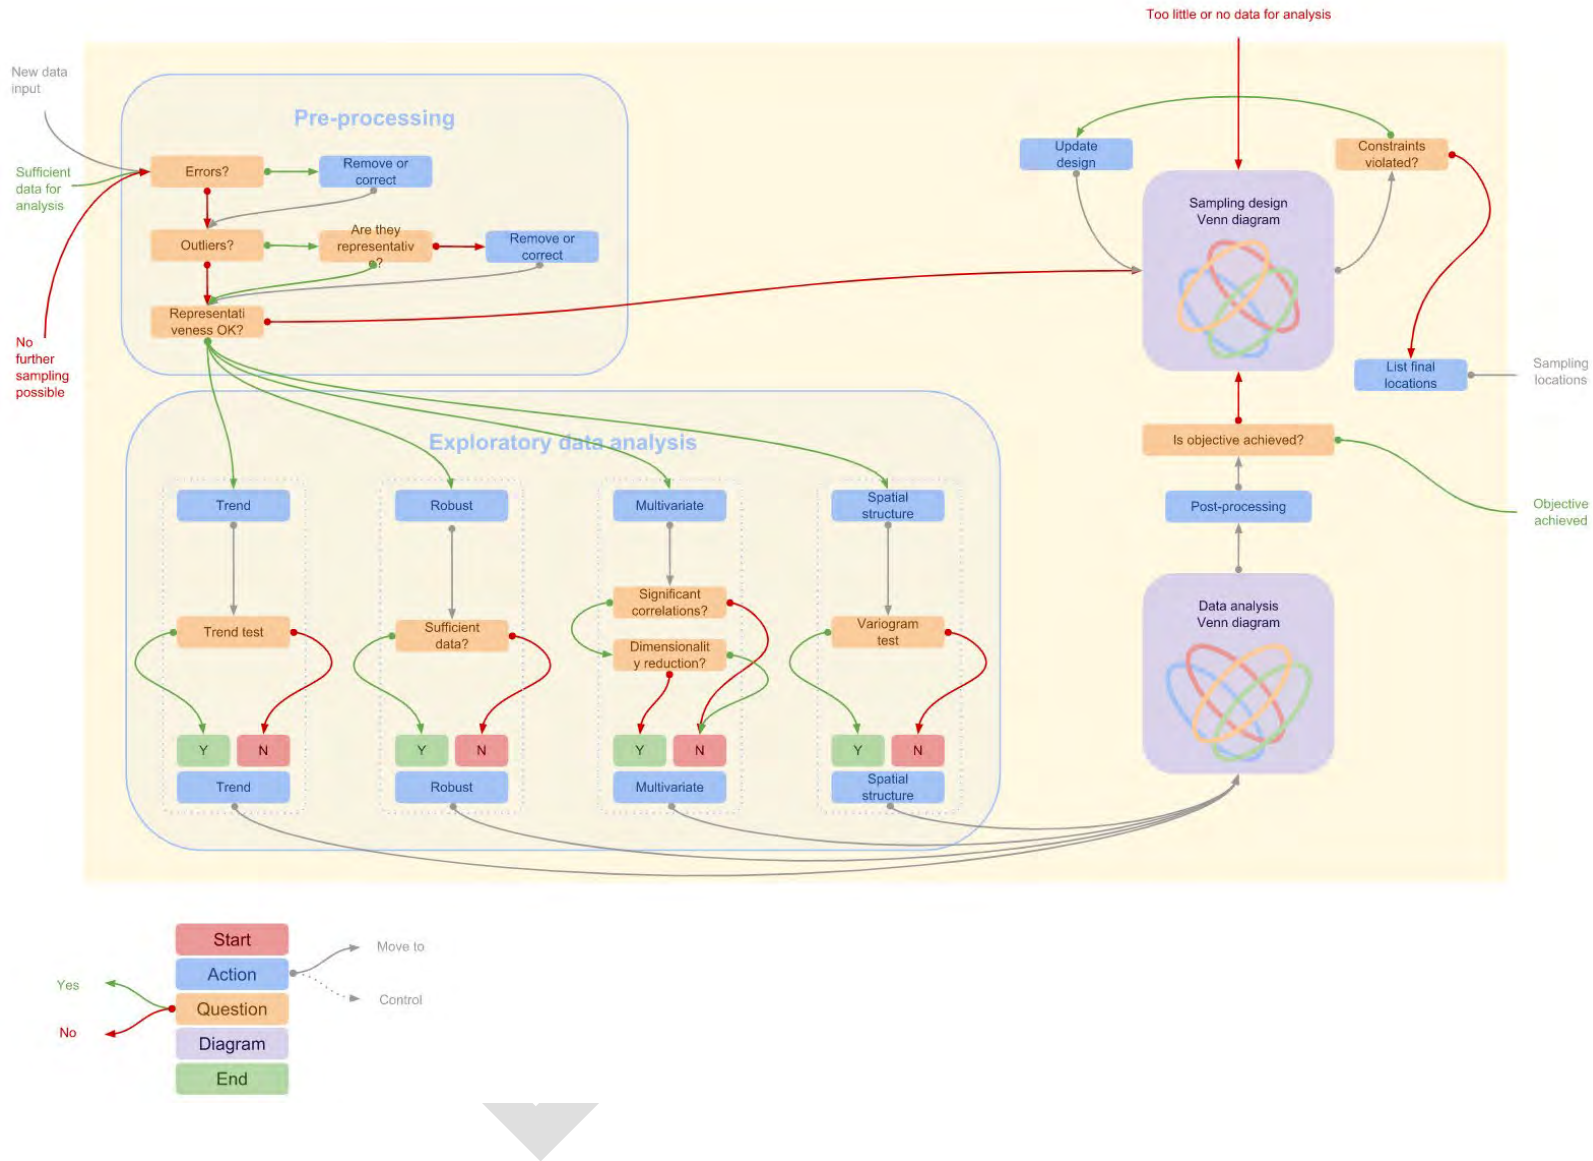 Too little or no data for analysis
New data
input
Pre-processing
Errors?
Remove or
correct
Sufficient
data for
analysis
Outliers?
Are they
representativ
e?
Remove or
correct
Representati
veness OK?
No
further
sampling
possible
Update
design
Constraints
violated?
Sampling design
Venn diagram
List final
locations
Sampling
locations
Is objective achieved?
Post-processing
Objective
achieved
Data analysis
Venn diagram
Exploratory data analysis
Trend
Robust
Multivariate
Spatial
structure
Trend test
Sufficient
data?
Significant
correlations?
Dimensionalit
y reduction?
Variogram
test
Y
N
Y
N
Y
N
Y
N
Trend
Robust
Multivariate
Spatial
structure
Start
Action
Question
Diagram
End
Move to
Control
Yes
No